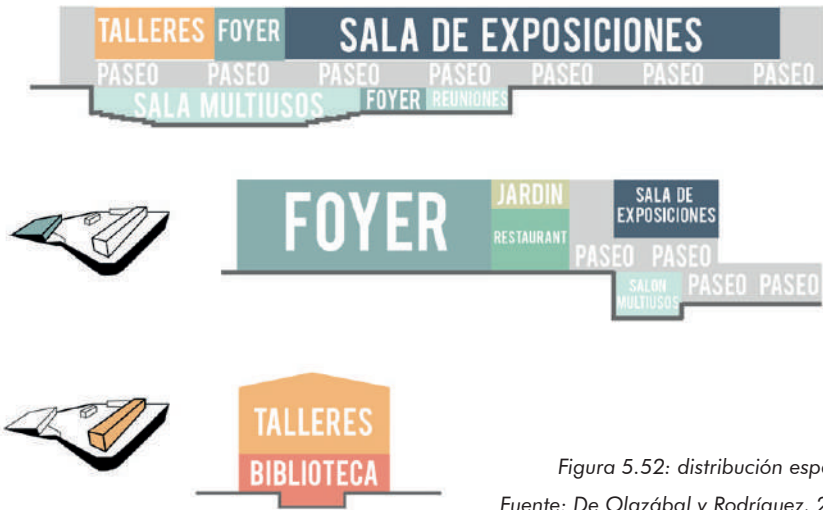 TALLERES FOYER SALA DE EXPOSICIONES
PASEO PASEO PASEO PASEO PASEO PASEO PASEO
SALA MULTIUSOS FOYER REUNIONES
FOYER
JARDIN
RESTAURANT
SALA DE
EXPOSICIONES
PASEO PASEO
SALON
MULTIUSOS
PASEO PASEO
TALLERES
BIBLIOTECA
Figura 5.52: distribución
Fuente: De Olazábal y Rodríguez,